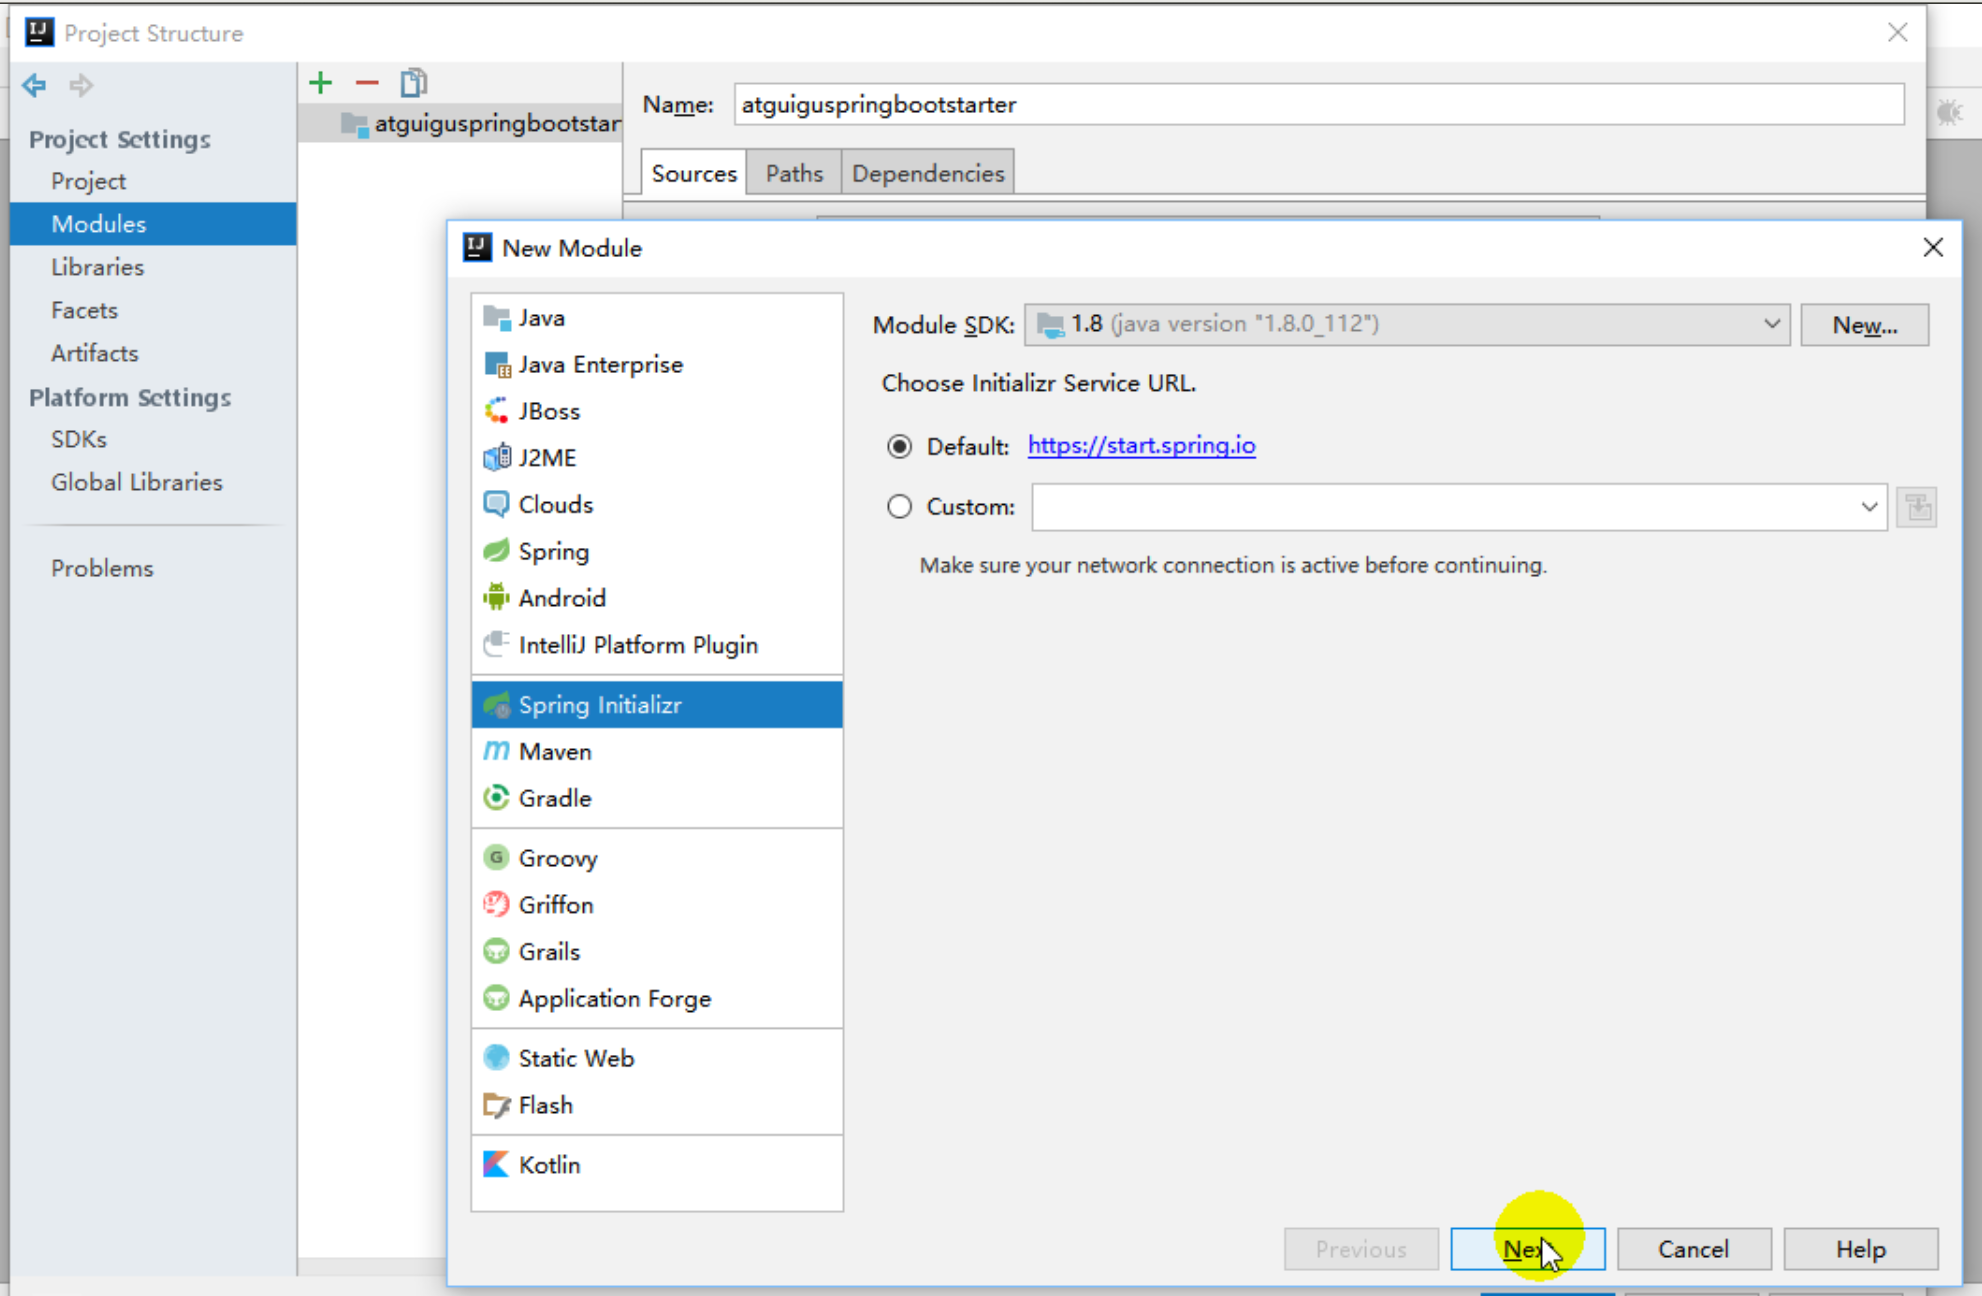 Project Structure
Name: atguiguspringbootstarter
Project Settings
atguiguspringbootstar
Project
Sources Paths Dependencies
Modules
Libraries
Facets
Artifacts
Platform Settings
SDKs
Global Libraries
Problems
New Module
Java
Java Enterprise
JBoss
J2ME
Clouds
Spring
Android
IntelliJ Platform Plugin
Spring Initializr
Maven
Gradle
Groovy
Griffon
Grails
Application Forge
Static Web
Flash
Kotlin
Module SDK: 1.8 (java version "1.8.0_112") New...
Choose Initializr Service URL.
Default: https://start.spring.io
Custom:
Make sure your network connection is active before continuing.
Previous Next Cancel Help